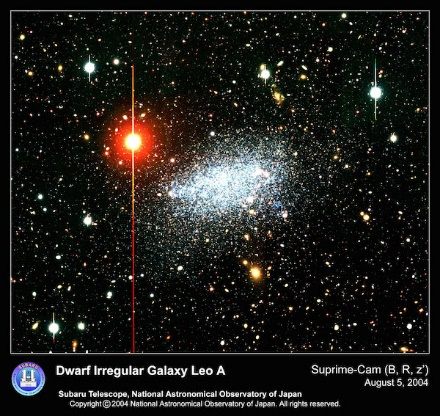 Dwarf Irregular Galaxy Leo A
Suprime-Cam (B, R, z')
August 5, 2004
Subaru Telescope, National Astronomical Observatory of Japan
Copyright©2004 National Astronomical Observatory of Japan. All rights reserved.